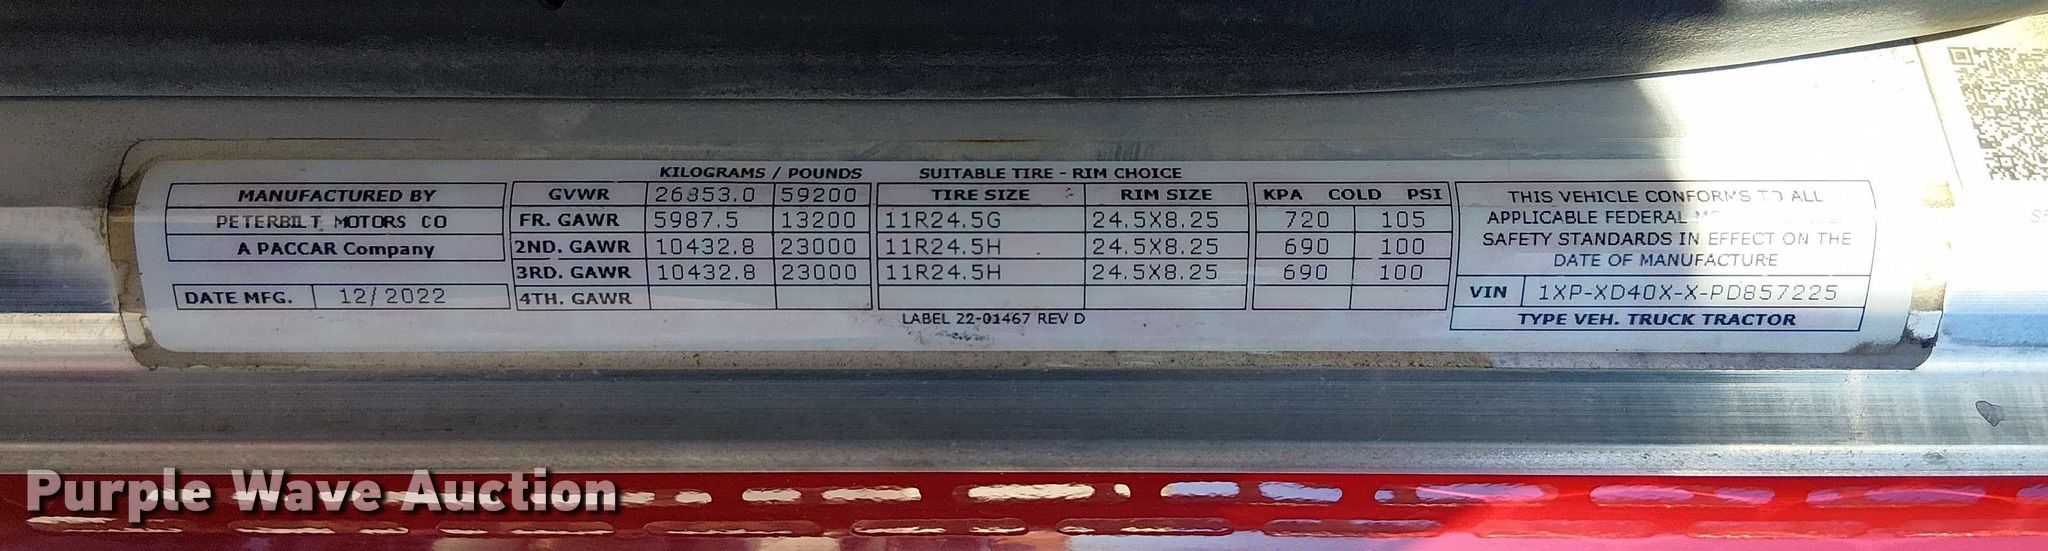 KILOGRAMS / POUNDS SUITABLE TIRE - RIM CHOICE
MANUFACTURED BY GVWR 26853.0 59200 TIRE SIZE RIM SIZE KPA COLD PSI
PETERBILT MOTORS CO FR. GAWR 5987.5 13200 11R24.5G 24.5X8.25 720 105
A PACCAR Company 2ND. GAWR 10432.8 23000 11R24.5H 24.5X8.25 690 100
3RD. GAWR 10432.8 23000 11R24.5H 24.5X8.25 690 100
DATE MFG. 12/2022 4TH. GAWR
LABEL 22-01467 REV D
THIS VEHICLE CONFORMS TO ALL
APPLICABLE FEDERAL
SAFETY STANDARDS IN EFFECT ON THE
DATE OF MANUFACTURE
VIN 1XP-XD40X-X-PD857225
TYPE VEH. TRUCK TRACTOR
Purple Wave Auction